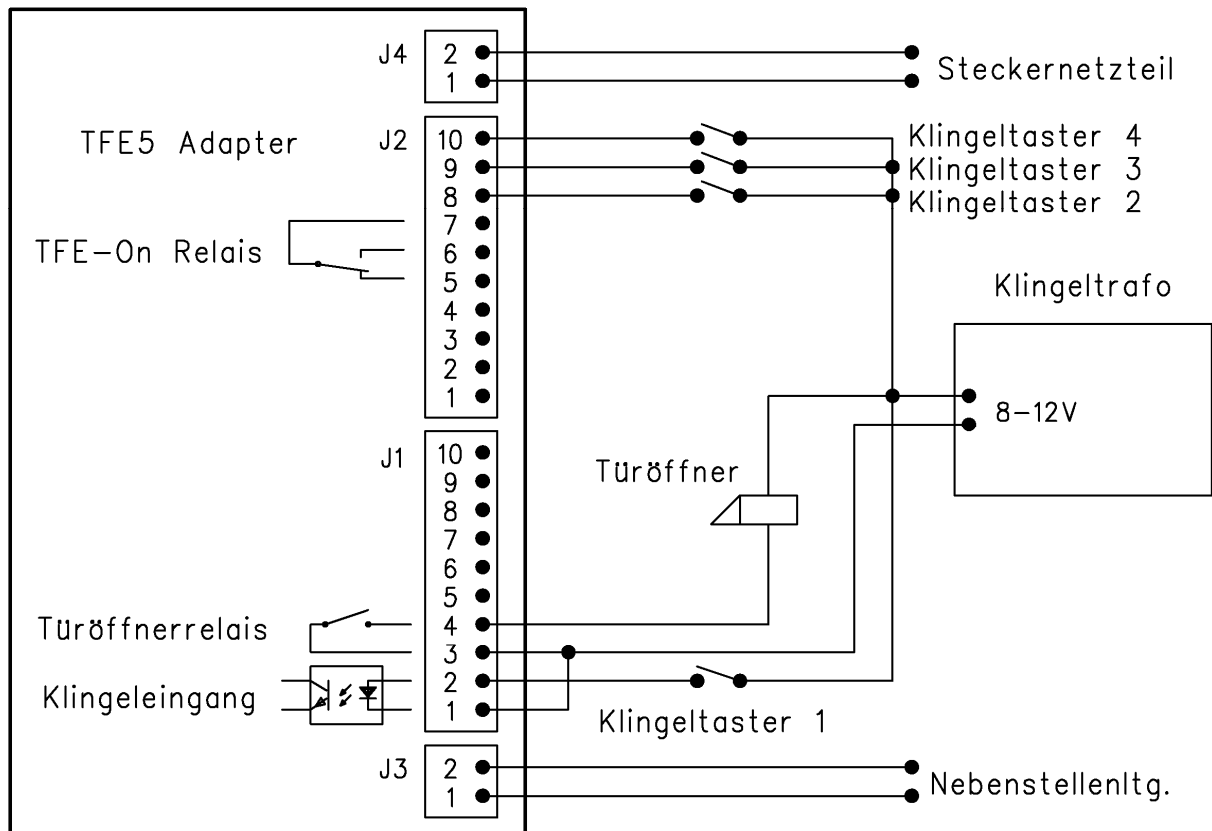 J4
2
1
Steckernetzteil
TFE5 Adapter
J2
10
9
8
7
6
5
4
3
2
1
Klingeltaster 4
Klingeltaster 3
Klingeltaster 2
TFE-On Relais
Klingeltrafo
8-12V
J1
10
9
8
7
6
5
4
3
2
1
Türöffner
Türöffnerrelais
Klingeleingang
Klingeltaster 1
J3
2
1
Nebenstellenltg.